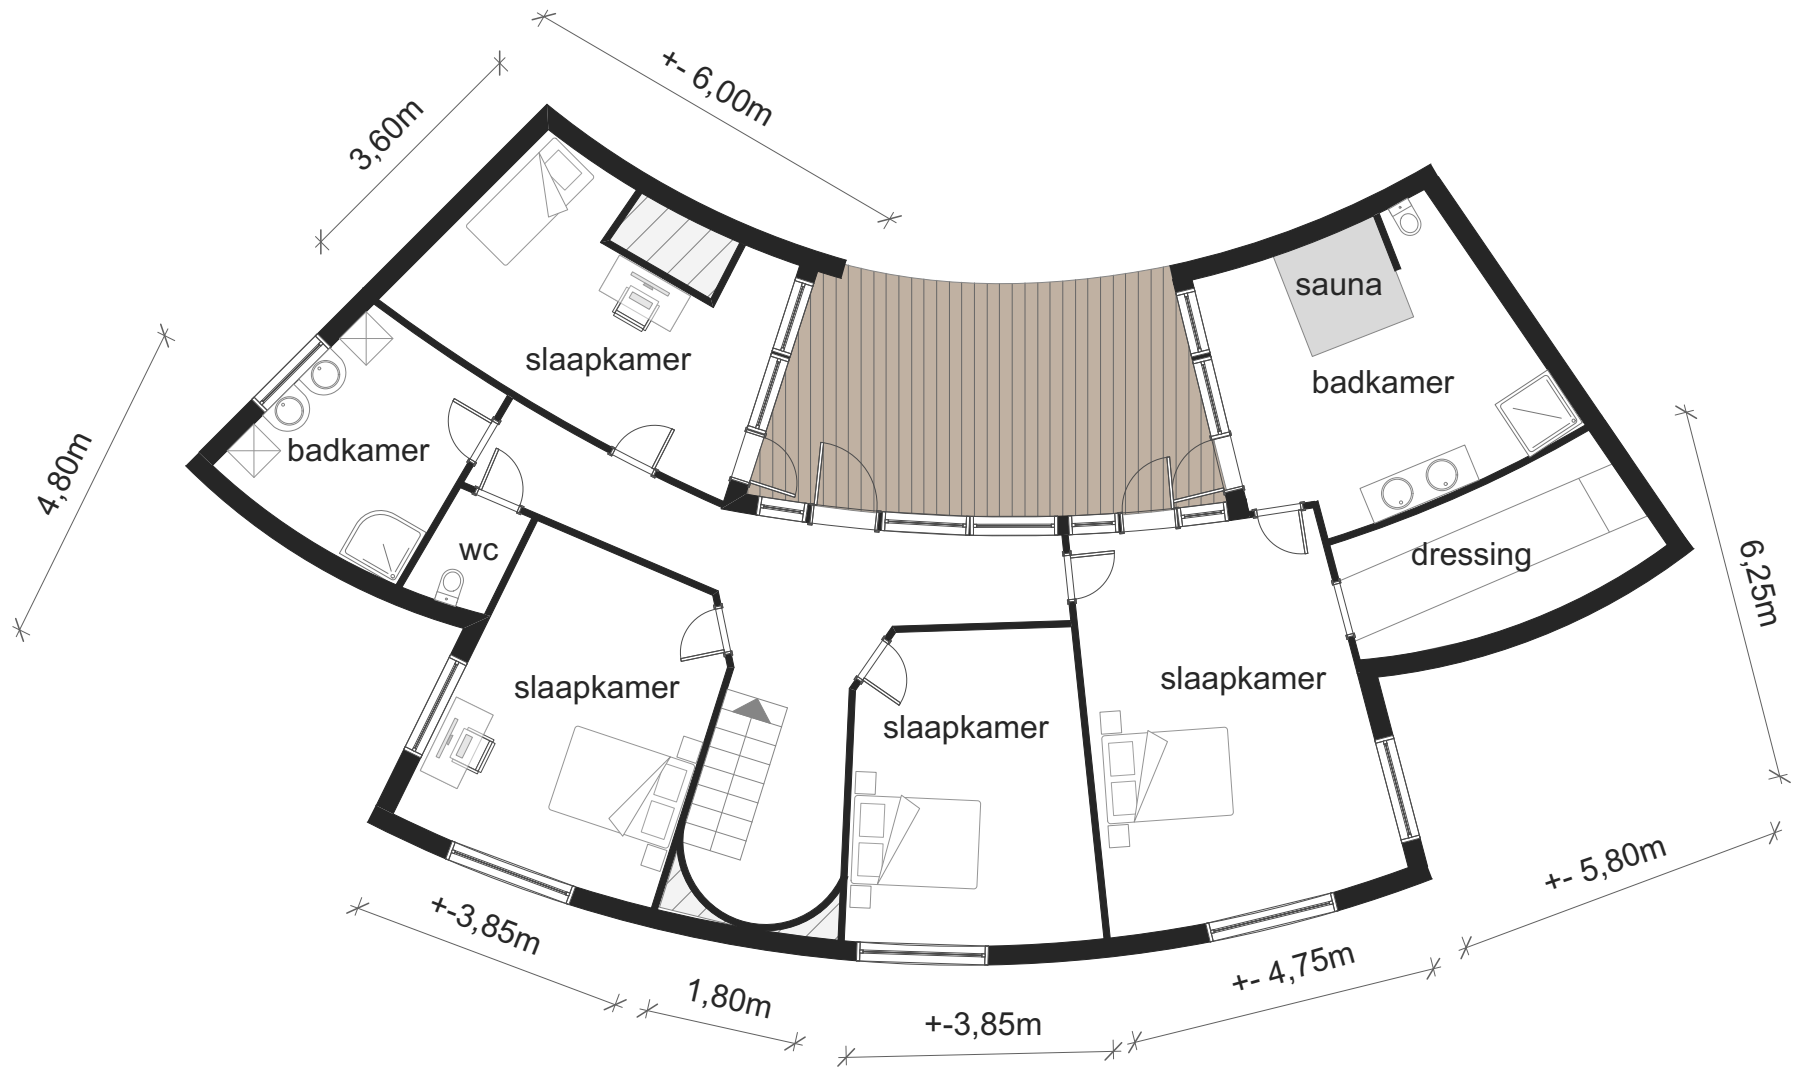 +- 6,00m
3,60m
sauna
slaapkamer
badkamer
badkamer
4,80m
wc
dressing
6,25m
slaapkamer
slaapkamer
slaapkamer
+- 5,80m
+-3,85m
+- 4,75m
1,80m
+-3,85m